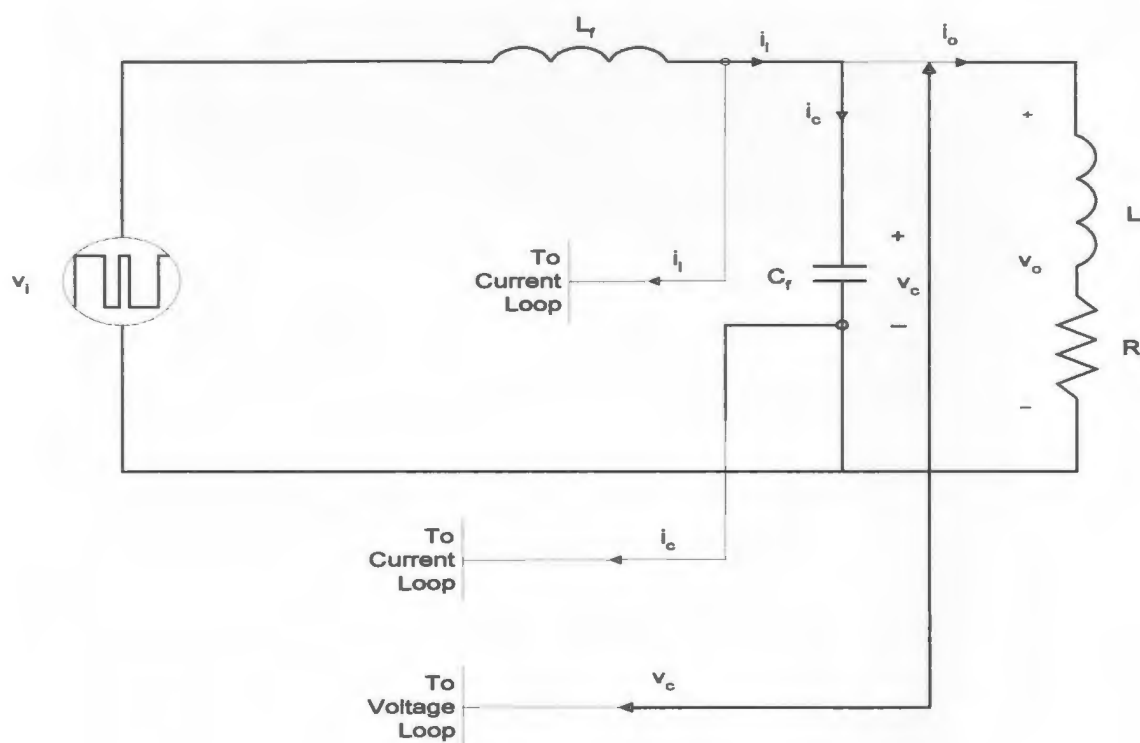 L_f
i_l
i_o
i_c
+
L
v_i
To
Current
Loop
i_l
C_f
+
v_c
–
v_o
R
–
To
Current
Loop
i_c
To
Voltage
Loop
v_c